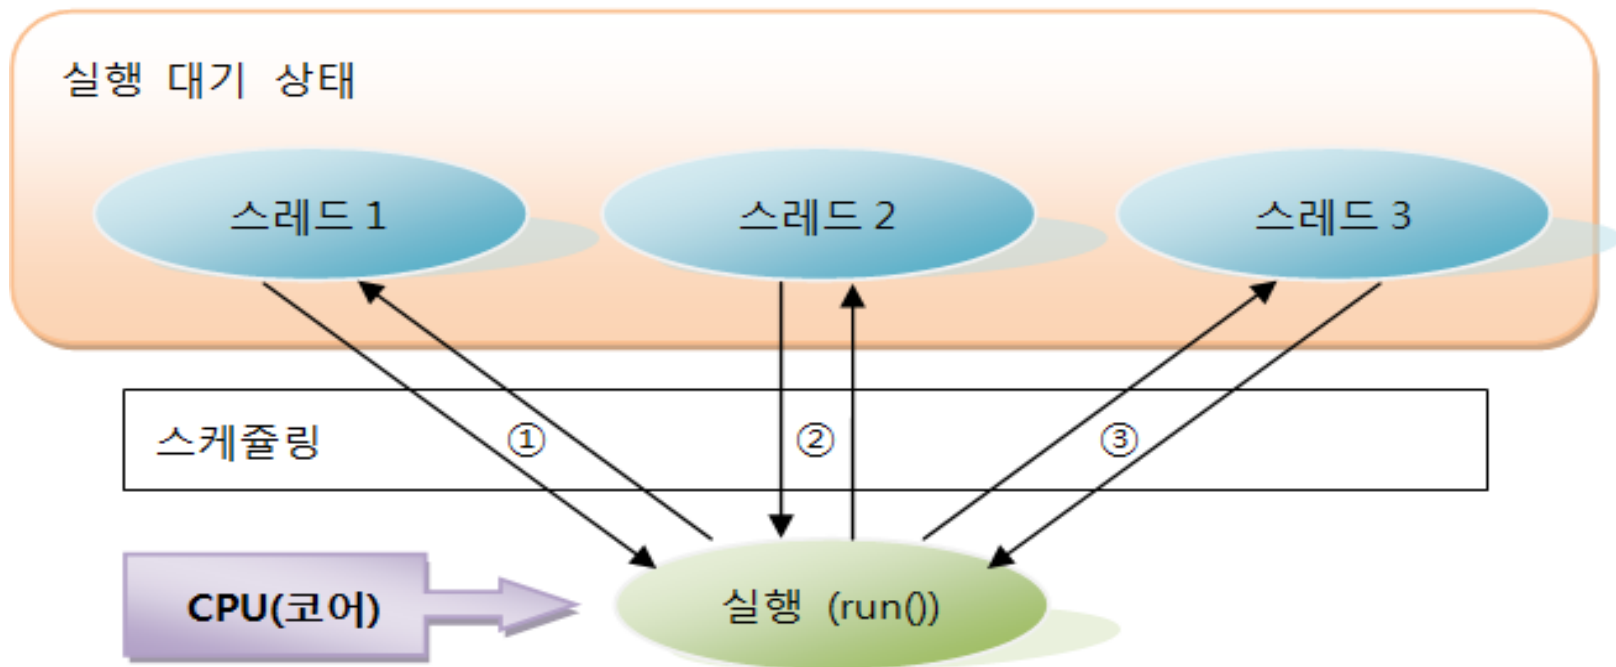 실행 대기 상태
스레드 1
스레드 2
스레드 3
스케쥴링
①
②
③
CPU(코어)
실행 (run())